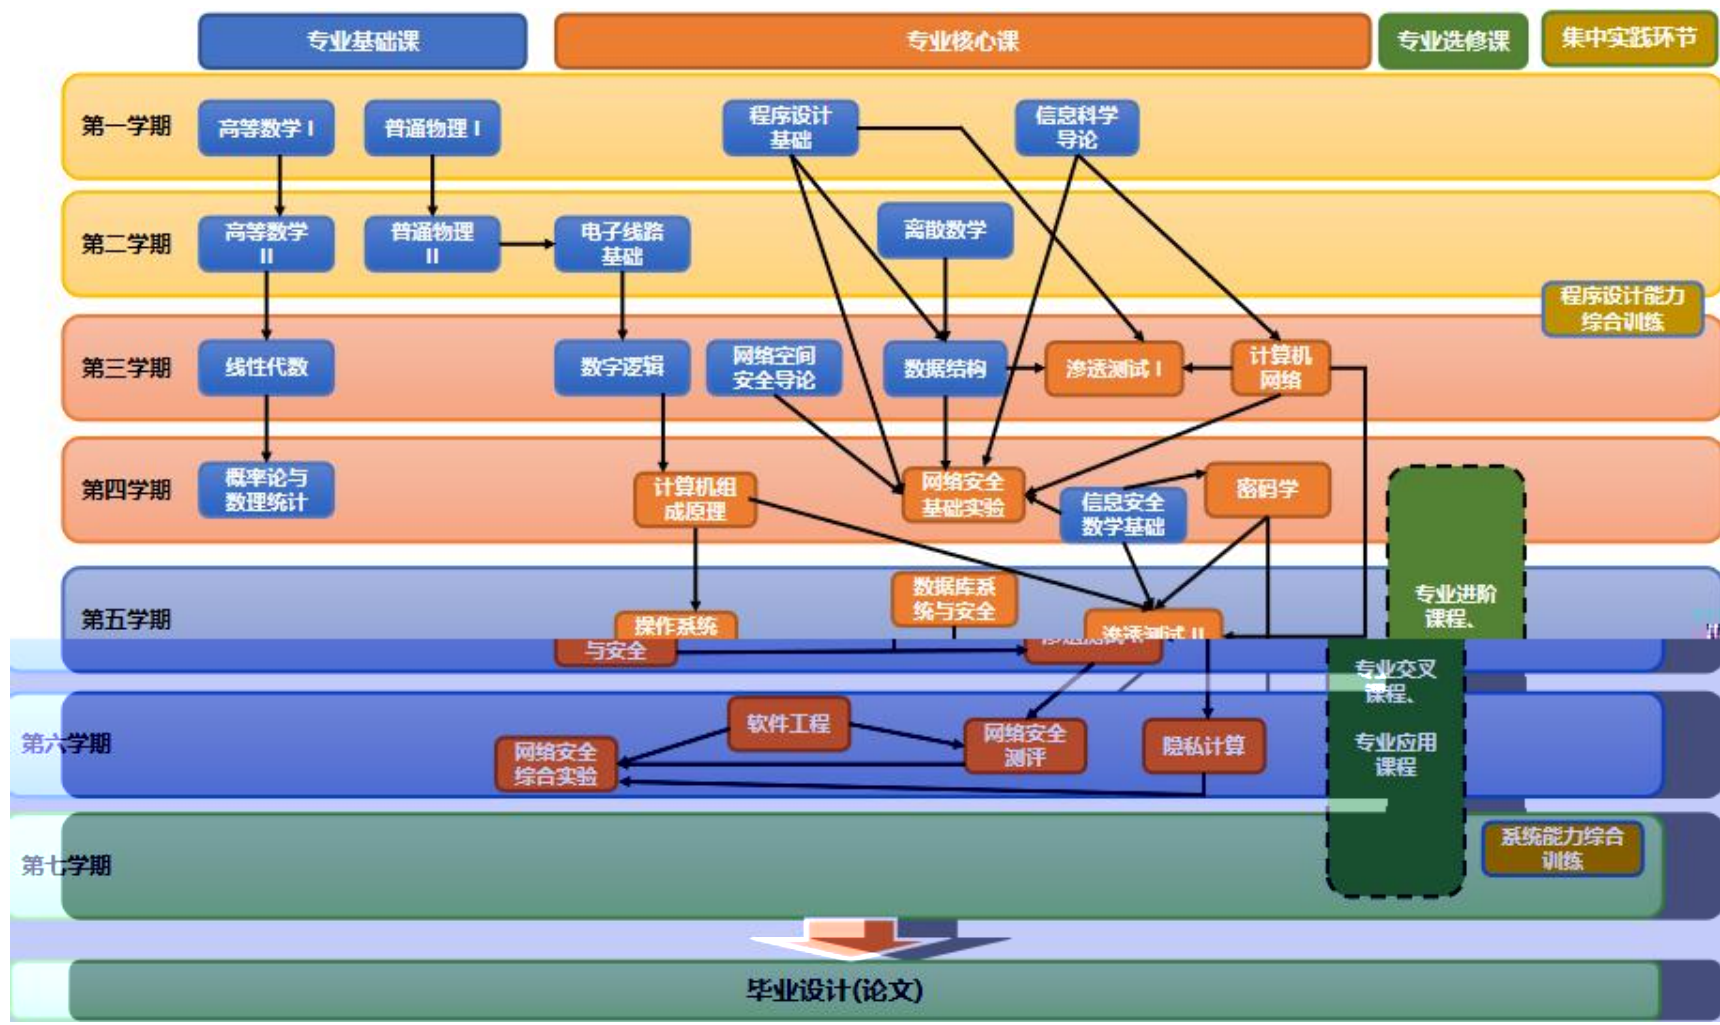 专业基础课
专业核心课
专业选修课
集中实践环节
第一学期
高等数学 I
普通物理 I
程序设计
基础
信息科学
导论
第二学期
高等数学
II
普通物理
II
电子线路
基础
离散数学
程序设计能力
综合训练
第三学期
线性代数
数字逻辑
网络空间
安全导论
数据结构
渗透测试 I
计算机
网络
第四学期
概率论与
数理统计
计算机组
成原理
网络安全
基础实验
信息安全
数学基础
密码学
第五学期
操作系统
与安全
数据库系
统与安全
渗透测试 II
专业进阶
课程、
专业交叉
课程、
专业应用
课程
第六学期
网络安全
综合实验
软件工程
网络安全
测评
隐私计算
第七学期
系统能力综合
训练
毕业设计(论文)